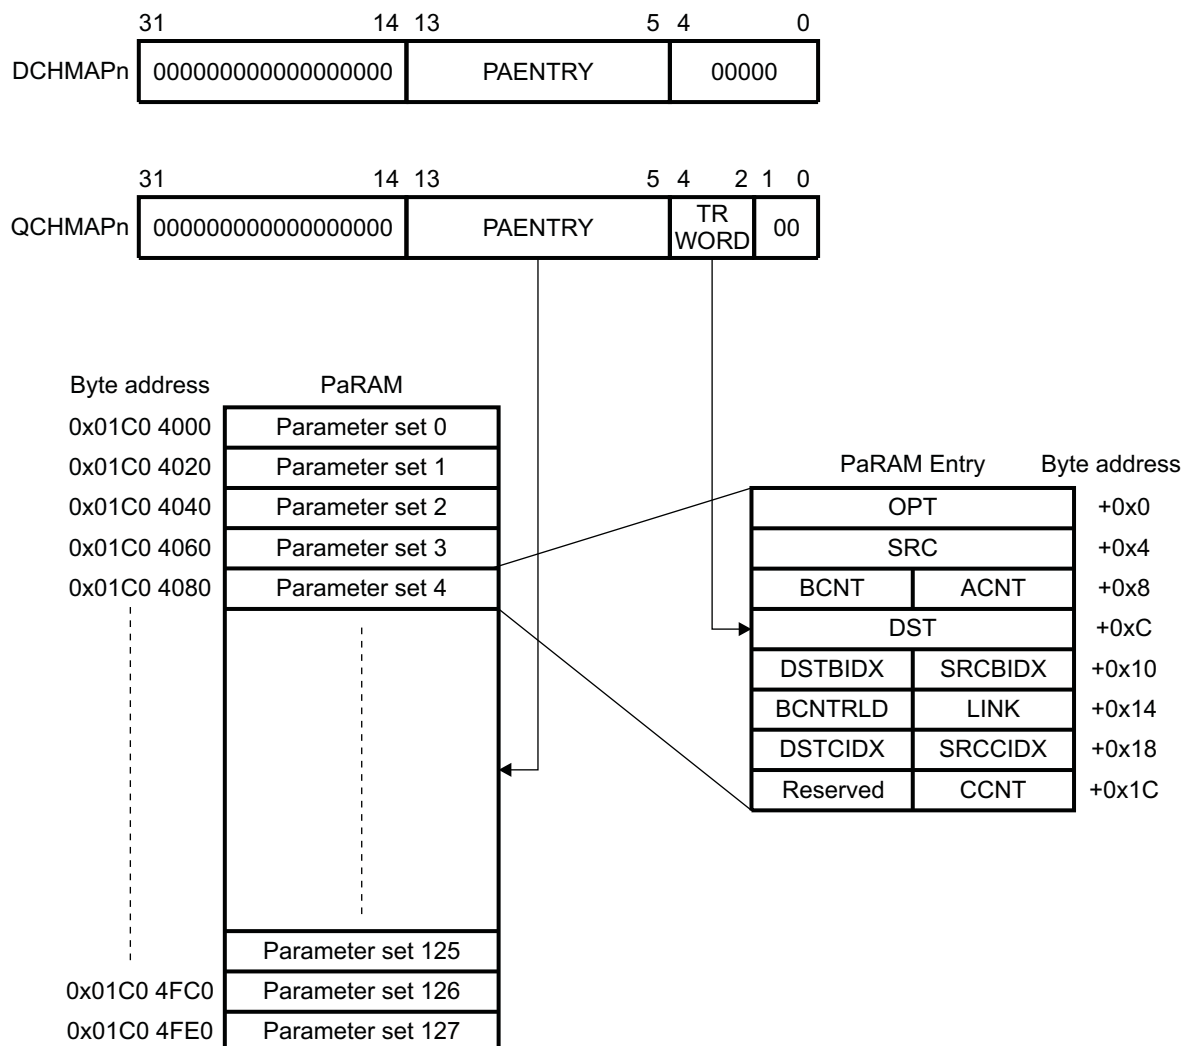 31 14 13 5 4 0
DCHMAPn 000000000000000000 PAENTRY 00000
31 14 13 5 4 2 1 0
QCHMAPn 000000000000000000 PAENTRY TR WORD 00
Byte address PaRAM
0x01C0 4000 Parameter set 0
0x01C0 4020 Parameter set 1
0x01C0 4040 Parameter set 2
0x01C0 4060 Parameter set 3
0x01C0 4080 Parameter set 4
Parameter set 125
0x01C0 4FC0 Parameter set 126
0x01C0 4FE0 Parameter set 127
PaRAM Entry Byte address
OPT +0x0
SRC +0x4
BCNT ACNT +0x8
DST +0xC
DSTBIDX SRCBIDX +0x10
BCNTRLD LINK +0x14
DSTCIDX SRCCIDX +0x18
Reserved CCNT +0x1C